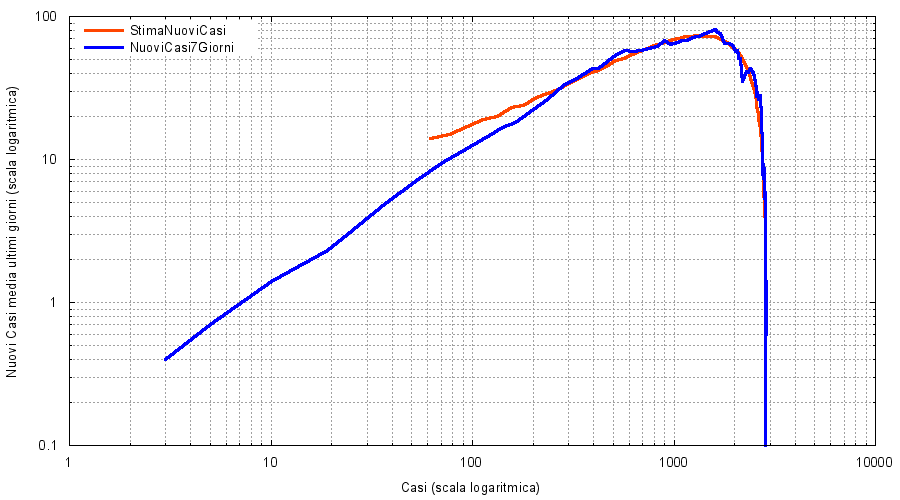 100
StimaNuoviCasi
NuoviCasi7Giorni
10
1
0.1
Nuovi Casi media ultimi giorni (scala logaritmica)
1
10
100
1000
10000
Casi (scala logaritmica)